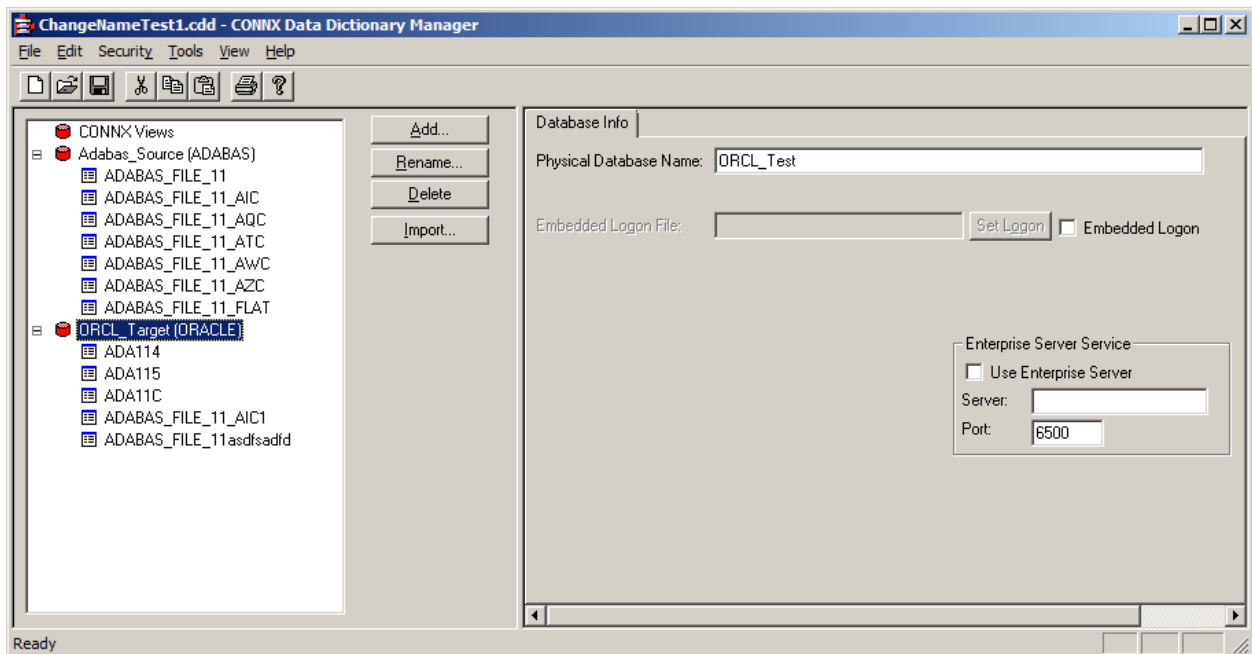 ChangeNameTest1.cdd - CONNX Data Dictionary Manager
File Edit Security Tools View Help
CONNX Views
Adabas_Source (ADABAS)
ADABAS_FILE_11
ADABAS_FILE_11_AIC
ADABAS_FILE_11_AQC
ADABAS_FILE_11_ATC
ADABAS_FILE_11_AWC
ADABAS_FILE_11_AZC
ADABAS_FILE_11_FLAT
ORCL_Target (ORACLE)
ADA114
ADA115
ADA11C
ADABAS_FILE_11_AIC1
ADABAS_FILE_11asdfsadfd
Add...
Rename...
Delete
Import...
Database Info
Physical Database Name: ORCL_Test
Embedded Logon File: Set Logon Embedded Logon
Enterprise Server Service
Use Enterprise Server
Server:
Port: 6500
Ready